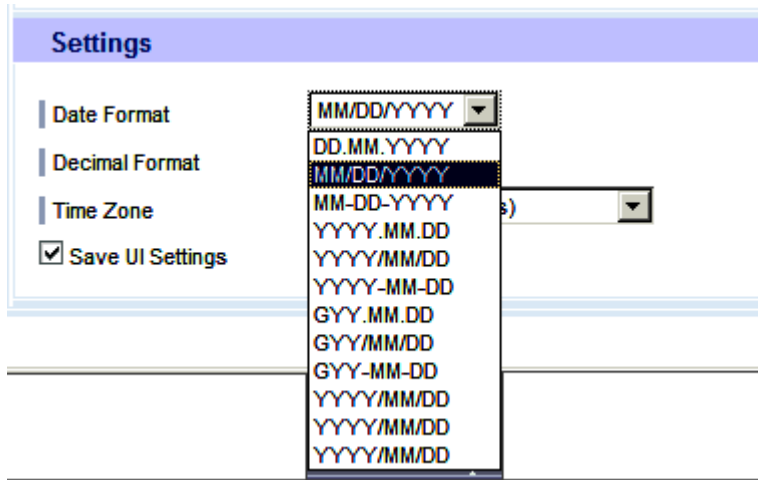 Settings
Date Format
MM/DD/YYYY
DD.MM.YYYY
Decimal Format
MM/DD/YYYY
Time Zone
MM-DD-YYYY
s)
YYYY.MM.DD
Save UI Settings
YYYY/MM/DD
YYYY-MM-DD
GYY.MM.DD
GYY/MM/DD
GYY-MM-DD
YYYY/MM/DD
YYYY/MM/DD
YYYY/MM/DD